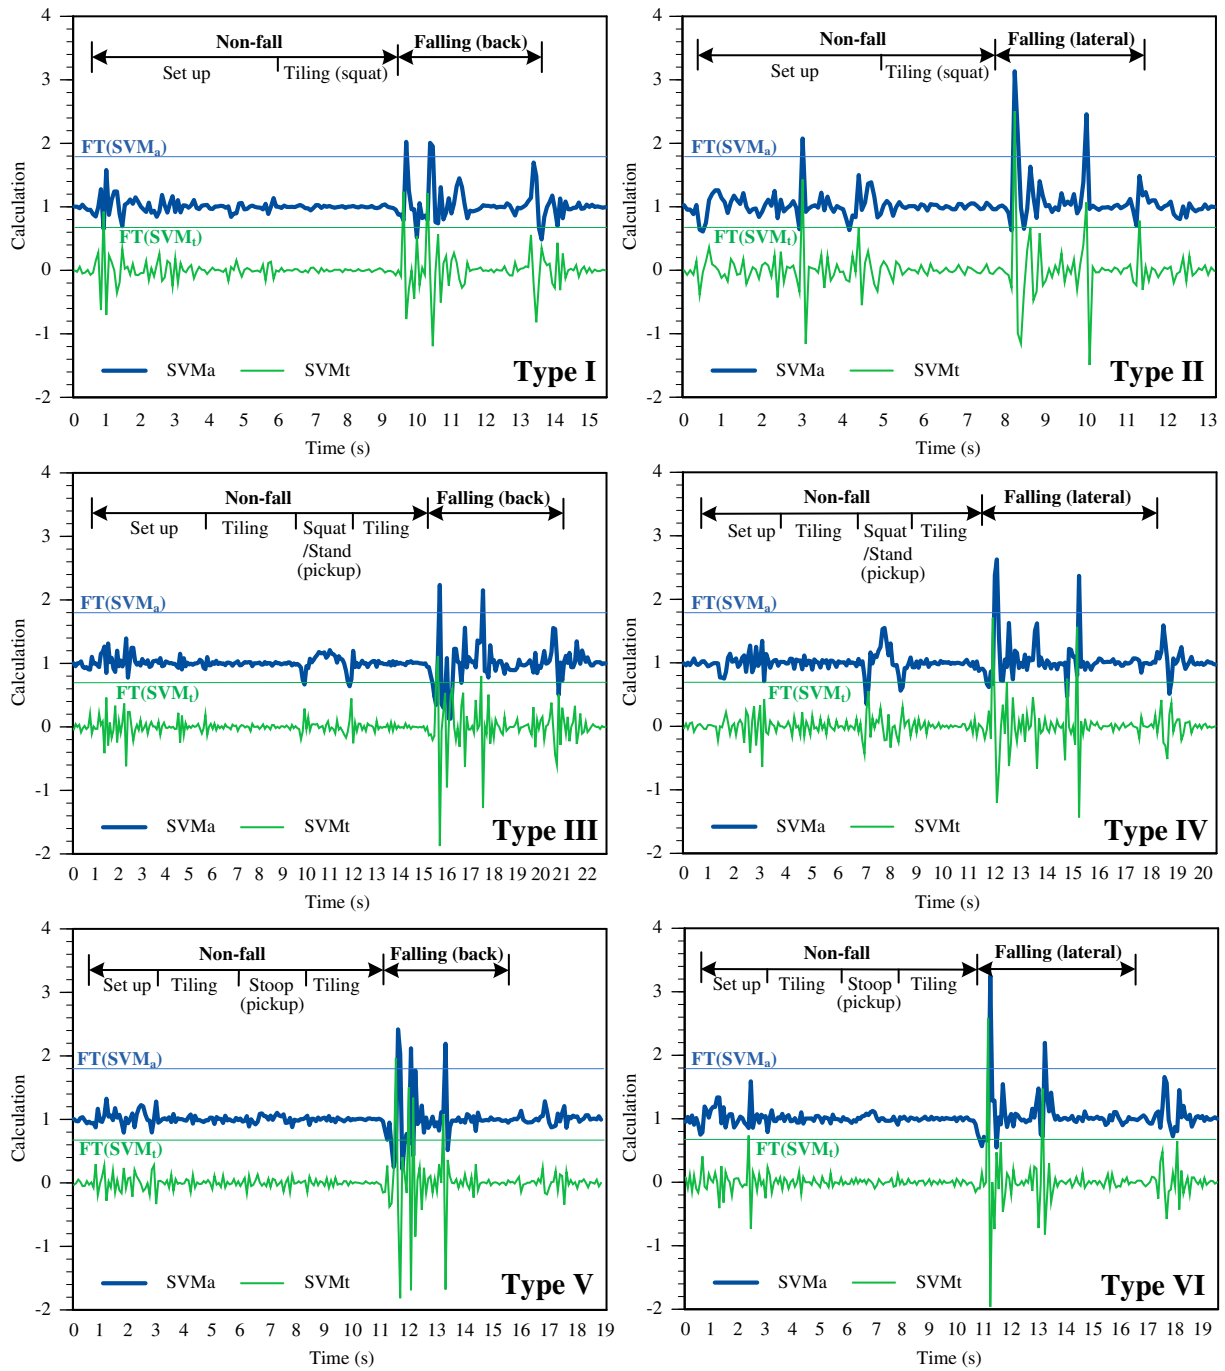 4
3
2
1
0
-1
-2
Calculation
Non-fall
Falling (back)
Set up
Tiling (squat)
FT(SVMa)
FT(SVMt)
SVMa
SVMt
Type I
0 1 2 3 4 5 6 7 8 9 10 11 12 13 14 15
Time (s)
4
3
2
1
0
-1
-2
Calculation
Non-fall
Falling (lateral)
Set up
Tiling (squat)
FT(SVMa)
FT(SVMt)
SVMa
SVMt
Type II
0 1 2 3 4 5 6 7 8 9 10 11 12 13
Time (s)
4
3
2
1
0
-1
-2
Calculation
Non-fall
Falling (back)
Set up
Tiling
Squat
/Stand
(pickup)
Tiling
FT(SVMa)
FT(SVMt)
SVMa
SVMt
Type III
0 1 2 3 4 5 6 7 8 9 10 11 12 13 14 15 16 17 18 19 20 21 22
Time (s)
4
3
2
1
0
-1
-2
Calculation
Non-fall
Falling (lateral)
Set up
Tiling
Squat
/Stand
(pickup)
Tiling
FT(SVMa)
FT(SVMt)
SVMa
SVMt
Type IV
0 1 2 3 4 5 6 7 8 9 10 11 12 13 14 15 16 17 18 19 20
Time (s)
4
3
2
1
0
-1
-2
Calculation
Non-fall
Falling (back)
Set up
Tiling
Stoop
(pickup)
Tiling
FT(SVMa)
FT(SVMt)
SVMa
SVMt
Type V
0 1 2 3 4 5 6 7 8 9 10 11 12 13 14 15 16 17 18 19
Time (s)
4
3
2
1
0
-1
-2
Calculation
Non-fall
Falling (lateral)
Set up
Tiling
Stoop
(pickup)
Tiling
FT(SVMa)
FT(SVMt)
SVMa
SVMt
Type VI
0 1 2 3 4 5 6 7 8 9 10 11 12 13 14 15 16 17 18 19
Time (s)